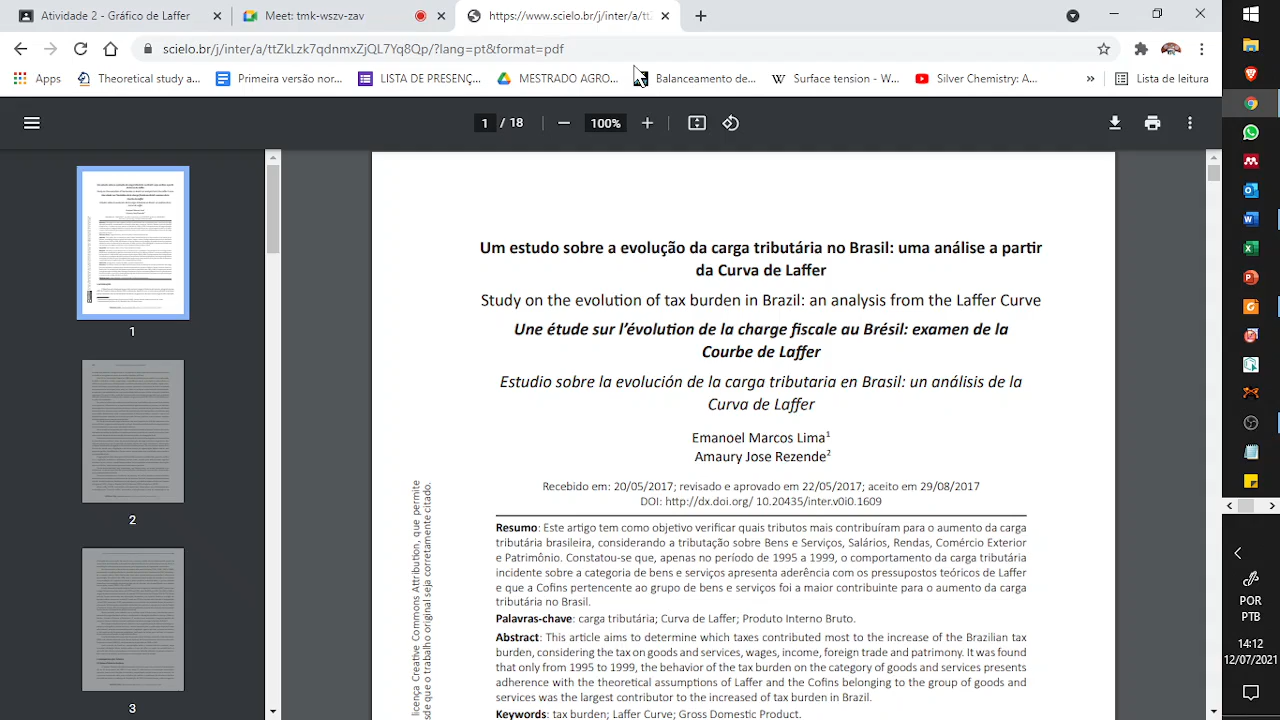 Atividade 2 - Gráfico de Laffer
Meet: tmk-wszv-zav
https://www.scielo.br/j/inter/a/tt
scielo.br/j/inter/a/ttZkLzk7qdnmxZjQL7Yq8Qp/?lang=pt&format=pdf
Apps
Theoretical study a...
Primeira versão nor...
LISTA DE PRESENÇ...
MESTRADO AGRO...
Balanceamento de...
Surface tension - W...
Silver Chemistry: A...
»
Lista de leitura
1 / 18
100%
1
2
3
Um estudo sobre a evolução da carga tributária no Brasil: uma análise a partir
da Curva de Laffer
Study on the evolution of tax burden in Brazil: an analysis from the Laffer Curve
Une étude sur l’évolution de la charge fiscale au Brésil: examen de la
Courbe de Laffer
Estudio sobre la evolución de la carga tributaria en Brasil: un análisis de la
Curva de Laffer
Emanoel Marcos Lima¹
Amaury Jose Rezende²
Recebido em: 20/05/2017; revisado e aprovado em 22/05/2017; aceito em 29/08/2017
DOI: http://dx.doi.org/ 10.20435/inter.v0i0.1609
Resumo: Este artigo tem como objetivo verificar quais tributos mais contribuíram para o aumento da carga
tributária brasileira, considerando a tributação sobre Bens e Serviços, Salários, Rendas, Comércio Exterior
e Patrimônio. Constatou-se que, apenas no período de 1995 a 1999, o comportamento da carga tributária
incidente sobre a categoria de bens e serviços apresenta aderência com os pressupostos teóricos de Laffer
e que a Cofins pertencente ao grupo de bens e serviços foi a maior contribuinte para o aumento da carga
tributária no Brasil.
Palavras-chave: Carga Tributária; Curva de Laffer; Produto Interno Bruto.
Abstract: This article aims to determine which taxes contributed most to the increase of the Brazilian tax
burden, considering the tax on goods and services, wages, income, foreign trade and patrimony. It was found
that only from 1995 to 1999, the behavior of the tax burden on the category of goods and services presents
adherence with the theoretical assumptions of Laffer and the Cofins belonging to the group of goods and
services was the largest contributor to the increased of tax burden in Brazil.
Keywords: tax burden; Laffer Curve; Gross Domestic Product.
licença Creative Commons Attribution, que permite
sde que o trabalho original seja corretamente citado.
POR
PTB
14:12
12/07/2021